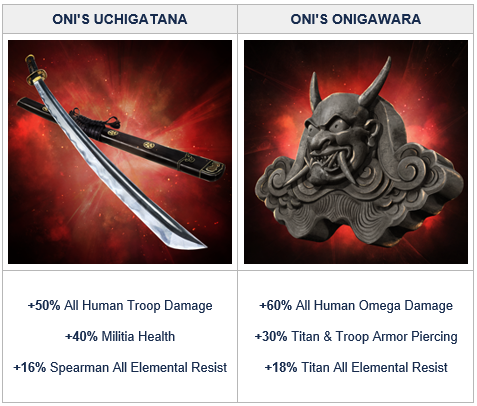 ONI'S UCHIGATANA
+50% All Human Troop Damage
+40% Militia Health
+16% Spearman All Elemental Resist
ONI'S ONIGAWARA
+60% All Human Omega Damage
+30% Titan & Troop Armor Piercing
+18% Titan All Elemental Resist